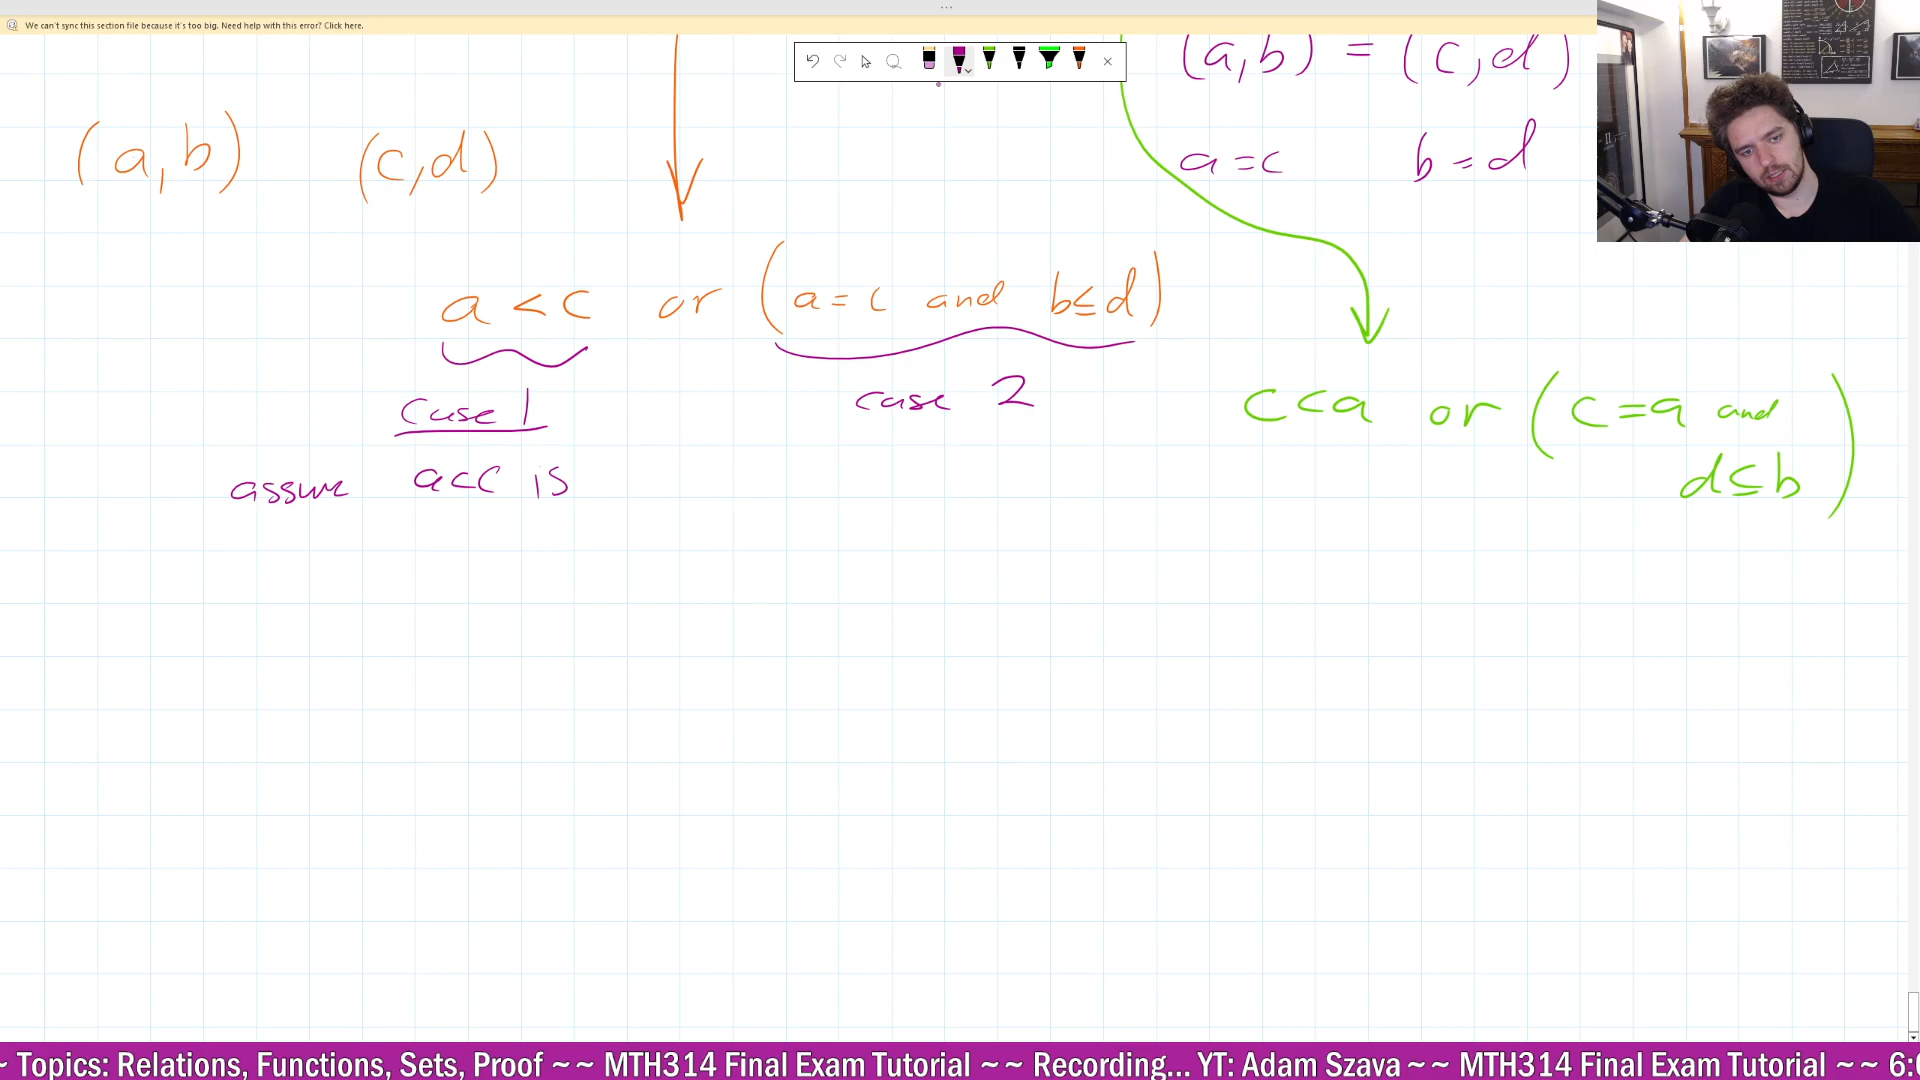 We can't sync this section file because it's too big. Need help with this error? Click here.
(a,b) = (c,d)
(a,b) (c,d)
a=c b=d
a < c or (a = c and b≤d)
case 1
case 2
c<a or (c=a and
d≤b)
assume a<c is
~ Topics: Relations, Functions, Sets, Proof ~~ MTH314 Final Exam Tutorial ~~ Recording... YT: Adam Szava ~~ MTH314 Final Exam Tutorial ~~ 6: